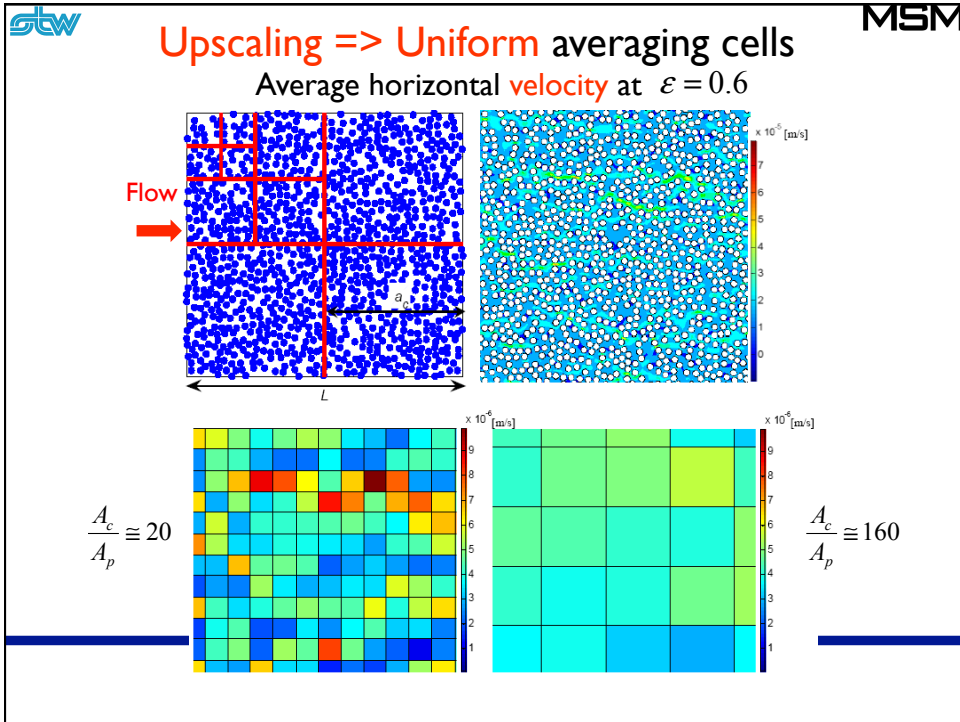 stw
MSM
Upscaling => Uniform averaging cells
Average horizontal velocity at ε = 0.6
Flow
a_c
L
x 10^-5 [m/s]
7
6
5
4
3
2
1
0
x 10^-6 [m/s]
9
8
7
6
5
4
3
2
1
x 10^-6 [m/s]
9
8
7
6
5
4
3
2
1
A_c/A_p ≅ 20
A_c/A_p ≅ 160